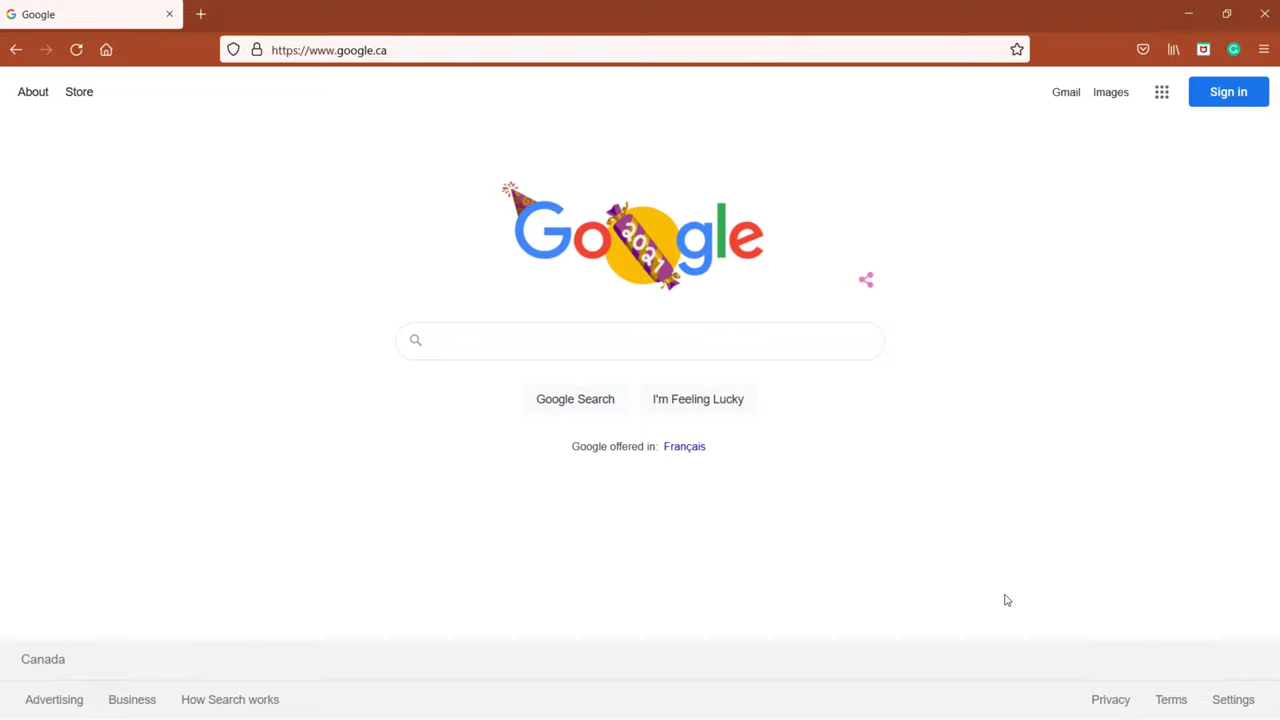 Google
https://www.google.ca
About Store
Gmail Images Sign in
Google
2021
Google Search I'm Feeling Lucky
Google offered in: Français
Canada
Advertising Business How Search works
Privacy Terms Settings